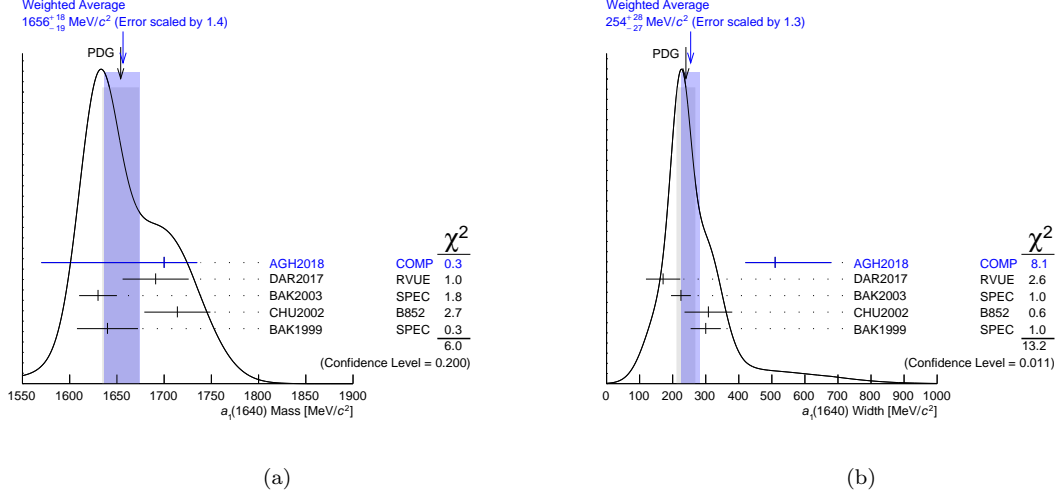 Weighted Average
1656 +18 −19 MeV/c² (Error scaled by 1.4)
PDG
χ²
AGH2018 COMP 0.3
DAR2017 RVUE 1.0
BAK2003 SPEC 1.8
CHU2002 B852 2.7
BAK1999 SPEC 0.3
6.0
(Confidence Level = 0.200)
1550 1600 1650 1700 1750 1800 1850 1900
a₁(1640) Mass [MeV/c²]
(a)
Weighted Average
254 +28 −27 MeV/c² (Error scaled by 1.3)
PDG
χ²
AGH2018 COMP 8.1
DAR2017 RVUE 2.6
BAK2003 SPEC 1.0
CHU2002 B852 0.6
BAK1999 SPEC 1.0
13.2
(Confidence Level = 0.011)
0 100 200 300 400 500 600 700 800 900 1000
a₁(1640) Width [MeV/c²]
(b)